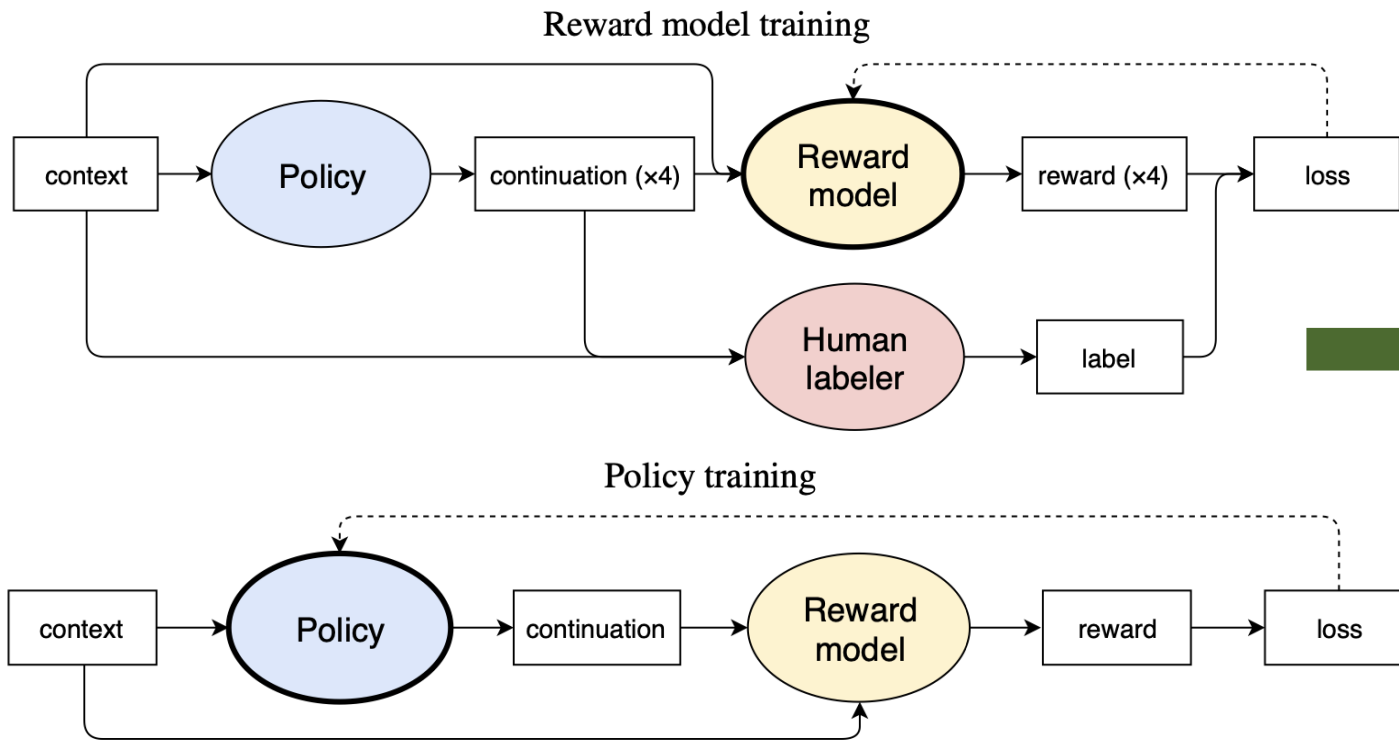 Reward model training
context
Policy
continuation (×4)
Reward
model
reward (×4)
loss
Human
labeler
label
Policy training
context
Policy
continuation
Reward
model
reward
loss